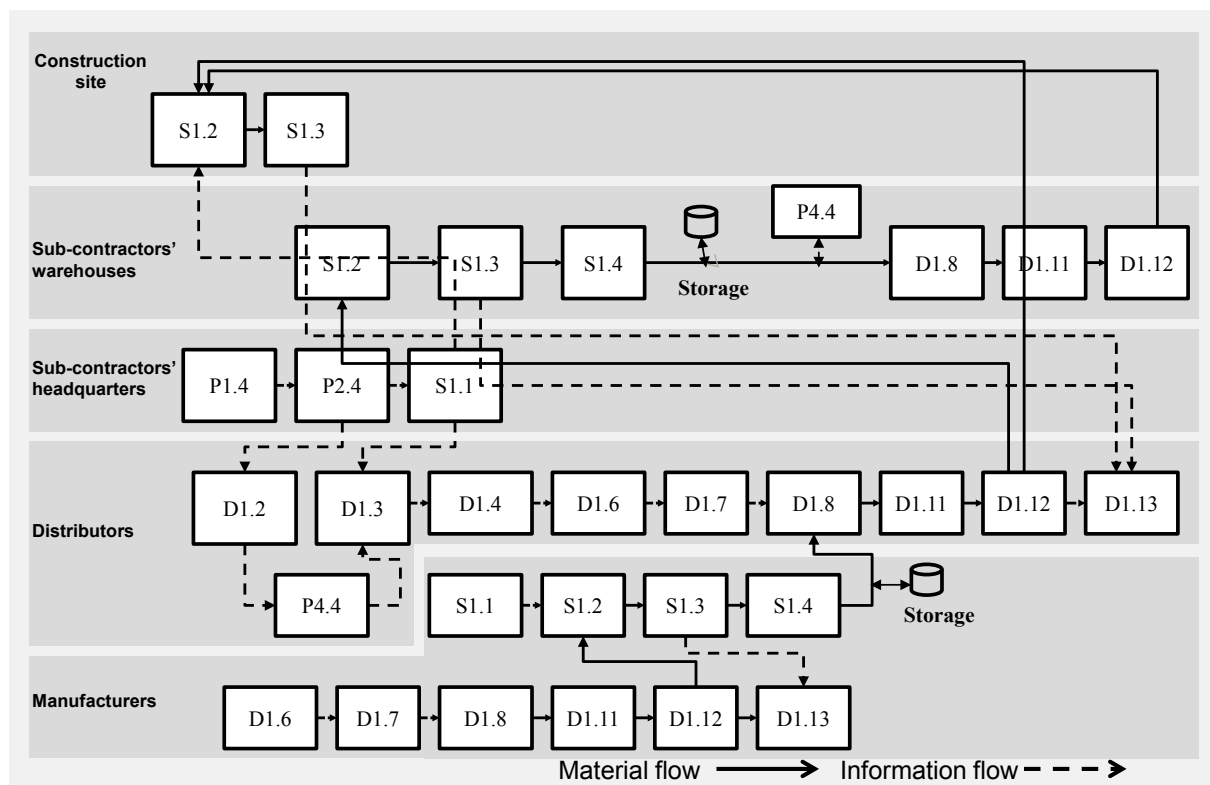 Construction
site
S1.2
S1.3
Sub-contractors'
warehouses
S1.2
S1.3
S1.4
Storage
P4.4
D1.8
D1.11
D1.12
Sub-contractors'
headquarters
P1.4
P2.4
S1.1
Distributors
D1.2
D1.3
D1.4
D1.6
D1.7
D1.8
D1.11
D1.12
D1.13
P4.4
S1.1
S1.2
S1.3
S1.4
Storage
Manufacturers
D1.6
D1.7
D1.8
D1.11
D1.12
D1.13
Material flow
Information flow